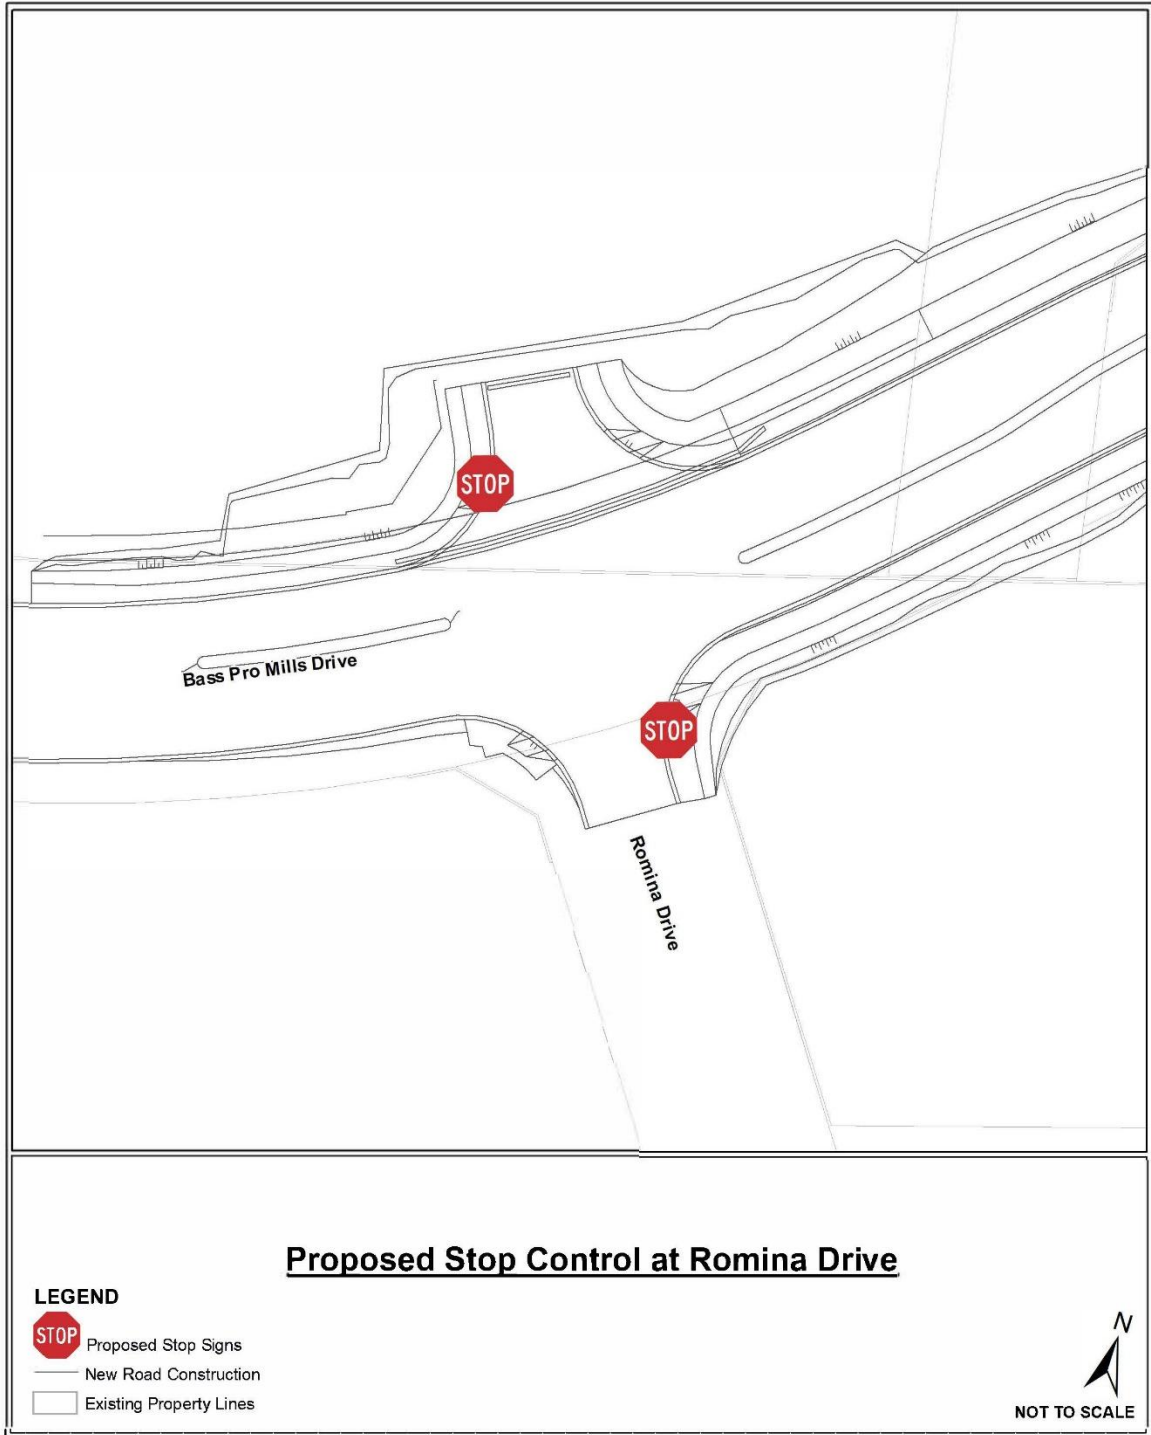 STOP
Bass Pro Mills Drive
STOP
Romina Drive
Proposed Stop Control at Romina Drive
LEGEND
STOP Proposed Stop Signs
New Road Construction
Existing Property Lines
N
NOT TO SCALE